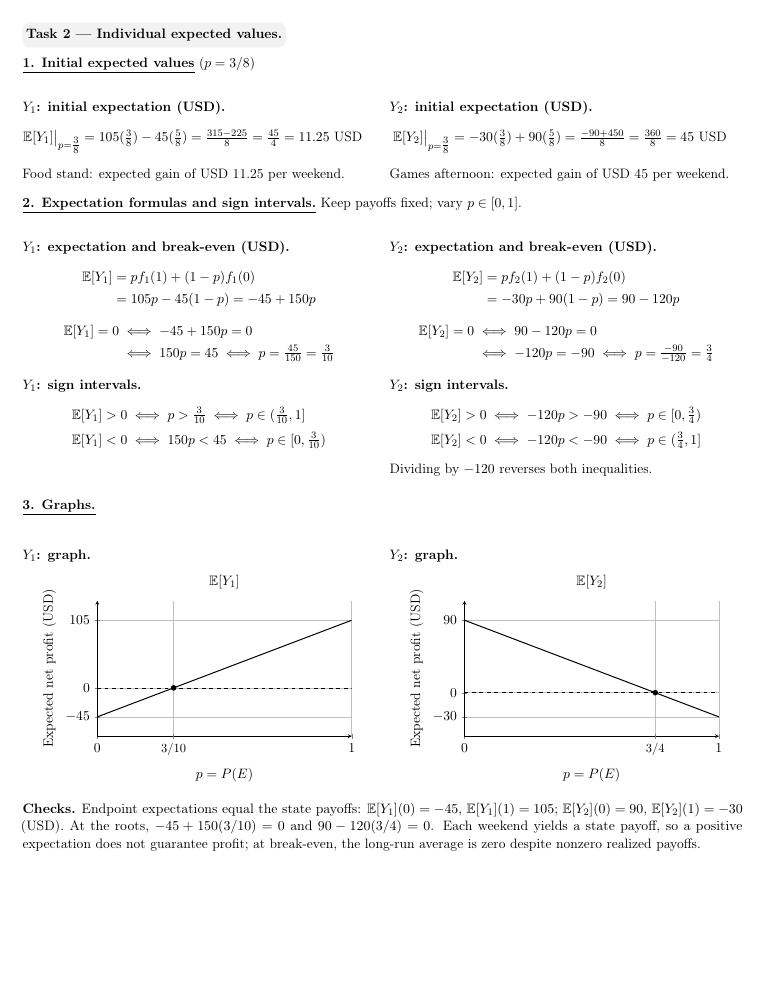 Task 2 — Individual expected values.
1. Initial expected values (p = 3/8)
Y₁: initial expectation (USD).
𝔼[Y₁]|_{p=3/8} = 105(3/8) − 45(5/8) = (315−225)/8 = 45/4 = 11.25 USD
Food stand: expected gain of USD 11.25 per weekend.
Y₂: initial expectation (USD).
𝔼[Y₂]|_{p=3/8} = −30(3/8) + 90(5/8) = (−90+450)/8 = 360/8 = 45 USD
Games afternoon: expected gain of USD 45 per weekend.
2. Expectation formulas and sign intervals. Keep payoffs fixed; vary p ∈ [0, 1].
Y₁: expectation and break-even (USD).
𝔼[Y₁] = pf₁(1) + (1 − p)f₁(0)
= 105p − 45(1 − p) = −45 + 150p
𝔼[Y₁] = 0 ⟺ −45 + 150p = 0
⟺ 150p = 45 ⟺ p = 45/150 = 3/10
Y₁: sign intervals.
𝔼[Y₁] > 0 ⟺ p > 3/10 ⟺ p ∈ (3/10, 1]
𝔼[Y₁] < 0 ⟺ 150p < 45 ⟺ p ∈ [0, 3/10)
Y₂: expectation and break-even (USD).
𝔼[Y₂] = pf₂(1) + (1 − p)f₂(0)
= −30p + 90(1 − p) = 90 − 120p
𝔼[Y₂] = 0 ⟺ 90 − 120p = 0
⟺ −120p = −90 ⟺ p = −90/−120 = 3/4
Y₂: sign intervals.
𝔼[Y₂] > 0 ⟺ −120p > −90 ⟺ p ∈ [0, 3/4)
𝔼[Y₂] < 0 ⟺ −120p < −90 ⟺ p ∈ (3/4, 1]
Dividing by −120 reverses both inequalities.
3. Graphs.
Y₁: graph.
𝔼[Y₁]
Expected net profit (USD)
105
0
−45
0 3/10 1
p = P(E)
Y₂: graph.
𝔼[Y₂]
Expected net profit (USD)
90
0
−30
0 3/4 1
p = P(E)
Checks. Endpoint expectations equal the state payoffs: 𝔼[Y₁](0) = −45, 𝔼[Y₁](1) = 105; 𝔼[Y₂](0) = 90, 𝔼[Y₂](1) = −30
(USD). At the roots, −45 + 150(3/10) = 0 and 90 − 120(3/4) = 0. Each weekend yields a state payoff, so a positive
expectation does not guarantee profit; at break-even, the long-run average is zero despite nonzero realized payoffs.